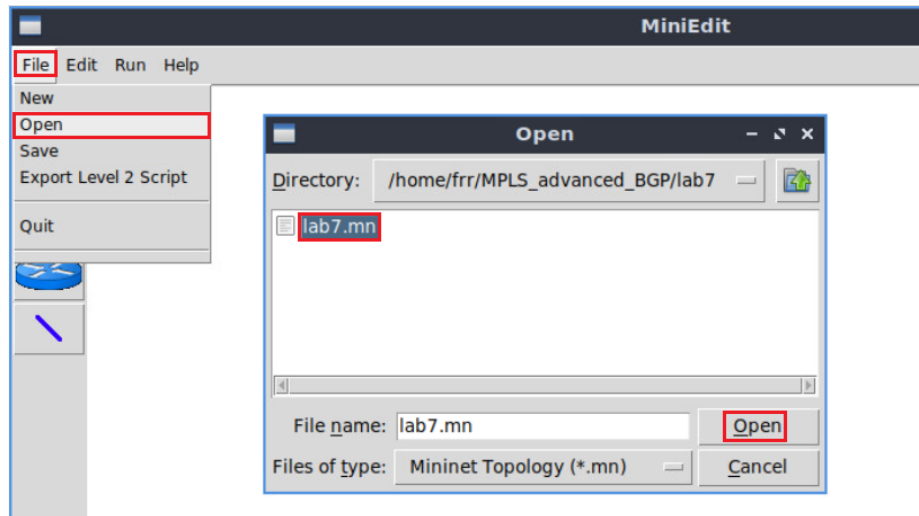 MiniEdit
File Edit Run Help
New
Open
Save
Export Level 2 Script
Quit
Open
Directory: /home/frr/MPLS_advanced_BGP/lab7
lab7.mn
File name: lab7.mn
Open
Files of type: Mininet Topology (*.mn)
Cancel